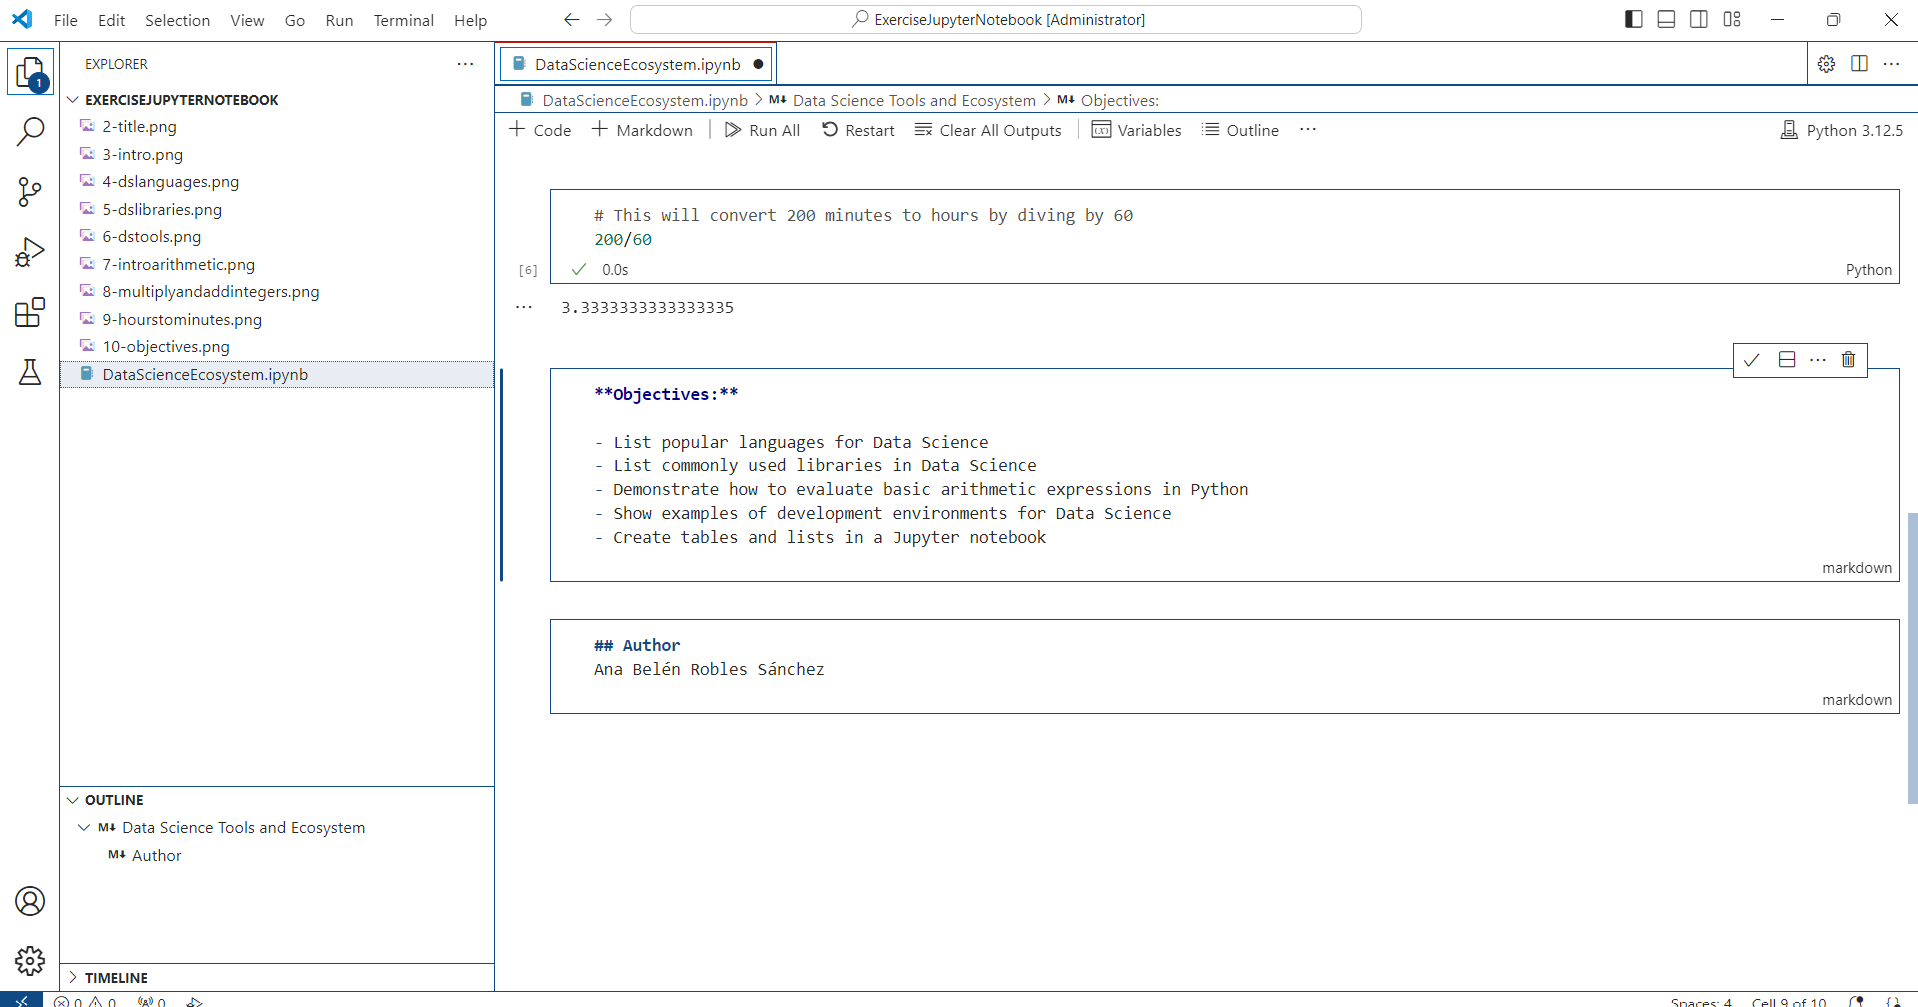 File Edit Selection View Go Run Terminal Help
ExerciseJupyterNotebook [Administrator]
1
EXPLORER
EXERCISEJUPYTERNOTEBOOK
2-title.png
3-intro.png
4-dslanguages.png
5-dslibraries.png
6-dstools.png
7-introarithmetic.png
8-multiplyandaddintegers.png
9-hourstominutes.png
10-objectives.png
DataScienceEcosystem.ipynb
OUTLINE
M↓ Data Science Tools and Ecosystem
M↓ Author
TIMELINE
DataScienceEcosystem.ipynb
DataScienceEcosystem.ipynb > M↓ Data Science Tools and Ecosystem > M↓ Objectives:
+ Code + Markdown | Run All Restart Clear All Outputs | Variables Outline ···
Python 3.12.5
# This will convert 200 minutes to hours by diving by 60
200/60
[6] ✓ 0.0s
Python
3.3333333333333335
**Objectives:**
- List popular languages for Data Science
- List commonly used libraries in Data Science
- Demonstrate how to evaluate basic arithmetic expressions in Python
- Show examples of development environments for Data Science
- Create tables and lists in a Jupyter notebook
markdown
## Author
Ana Belén Robles Sánchez
markdown
0 0 0
Spaces: 4 Cell 9 of 10